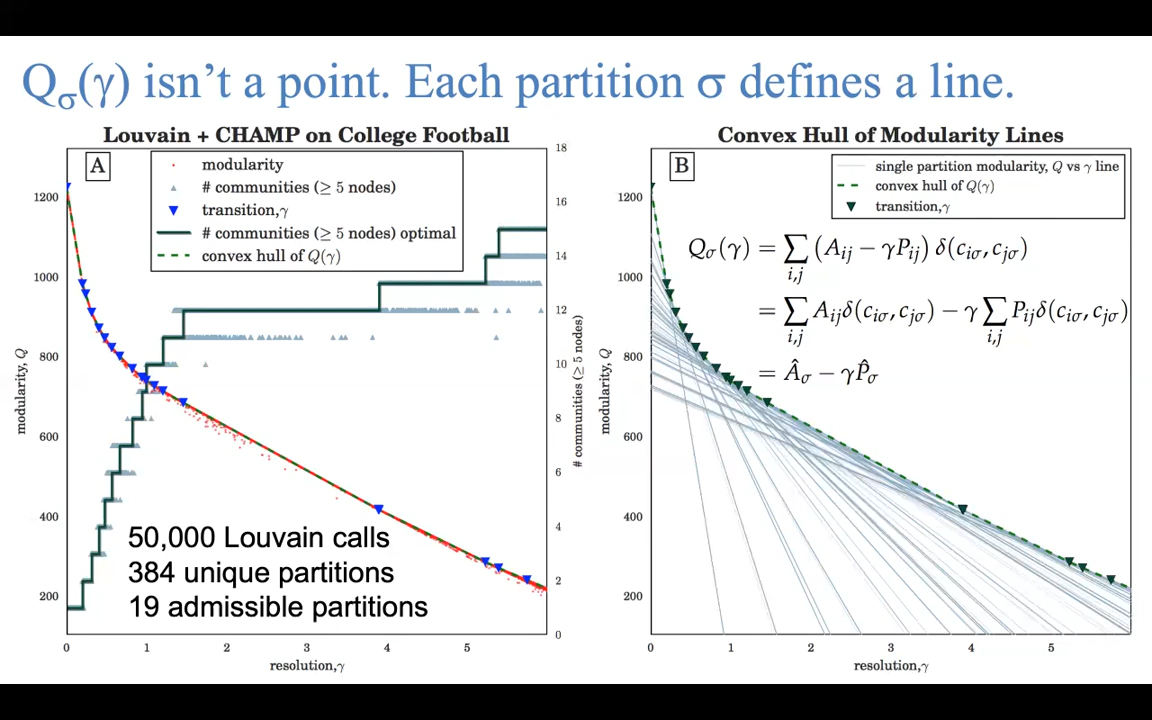 Qσ(γ) isn't a point. Each partition σ defines a line.
Louvain + CHAMP on College Football
A
modularity
# communities (≥ 5 nodes)
transition,γ
# communities (≥ 5 nodes) optimal
convex hull of Q(γ)
modularity, Q
1200
1000
800
600
400
200
18
16
14
12
10
8
6
4
2
0
# communities (≥ 5 nodes)
50,000 Louvain calls
384 unique partitions
19 admissible partitions
0 1 2 3 4 5
resolution,γ
Convex Hull of Modularity Lines
B
single partition modularity, Q vs γ line
convex hull of Q(γ)
transition,γ
Qσ(γ) = ∑i,j (Aij − γPij) δ(ciσ, cjσ)
= ∑i,j Aijδ(ciσ, cjσ) − γ ∑i,j Pijδ(ciσ, cjσ)
= Âσ − γP̂σ
modularity, Q
1200
1000
800
600
400
200
0 1 2 3 4 5
resolution,γ